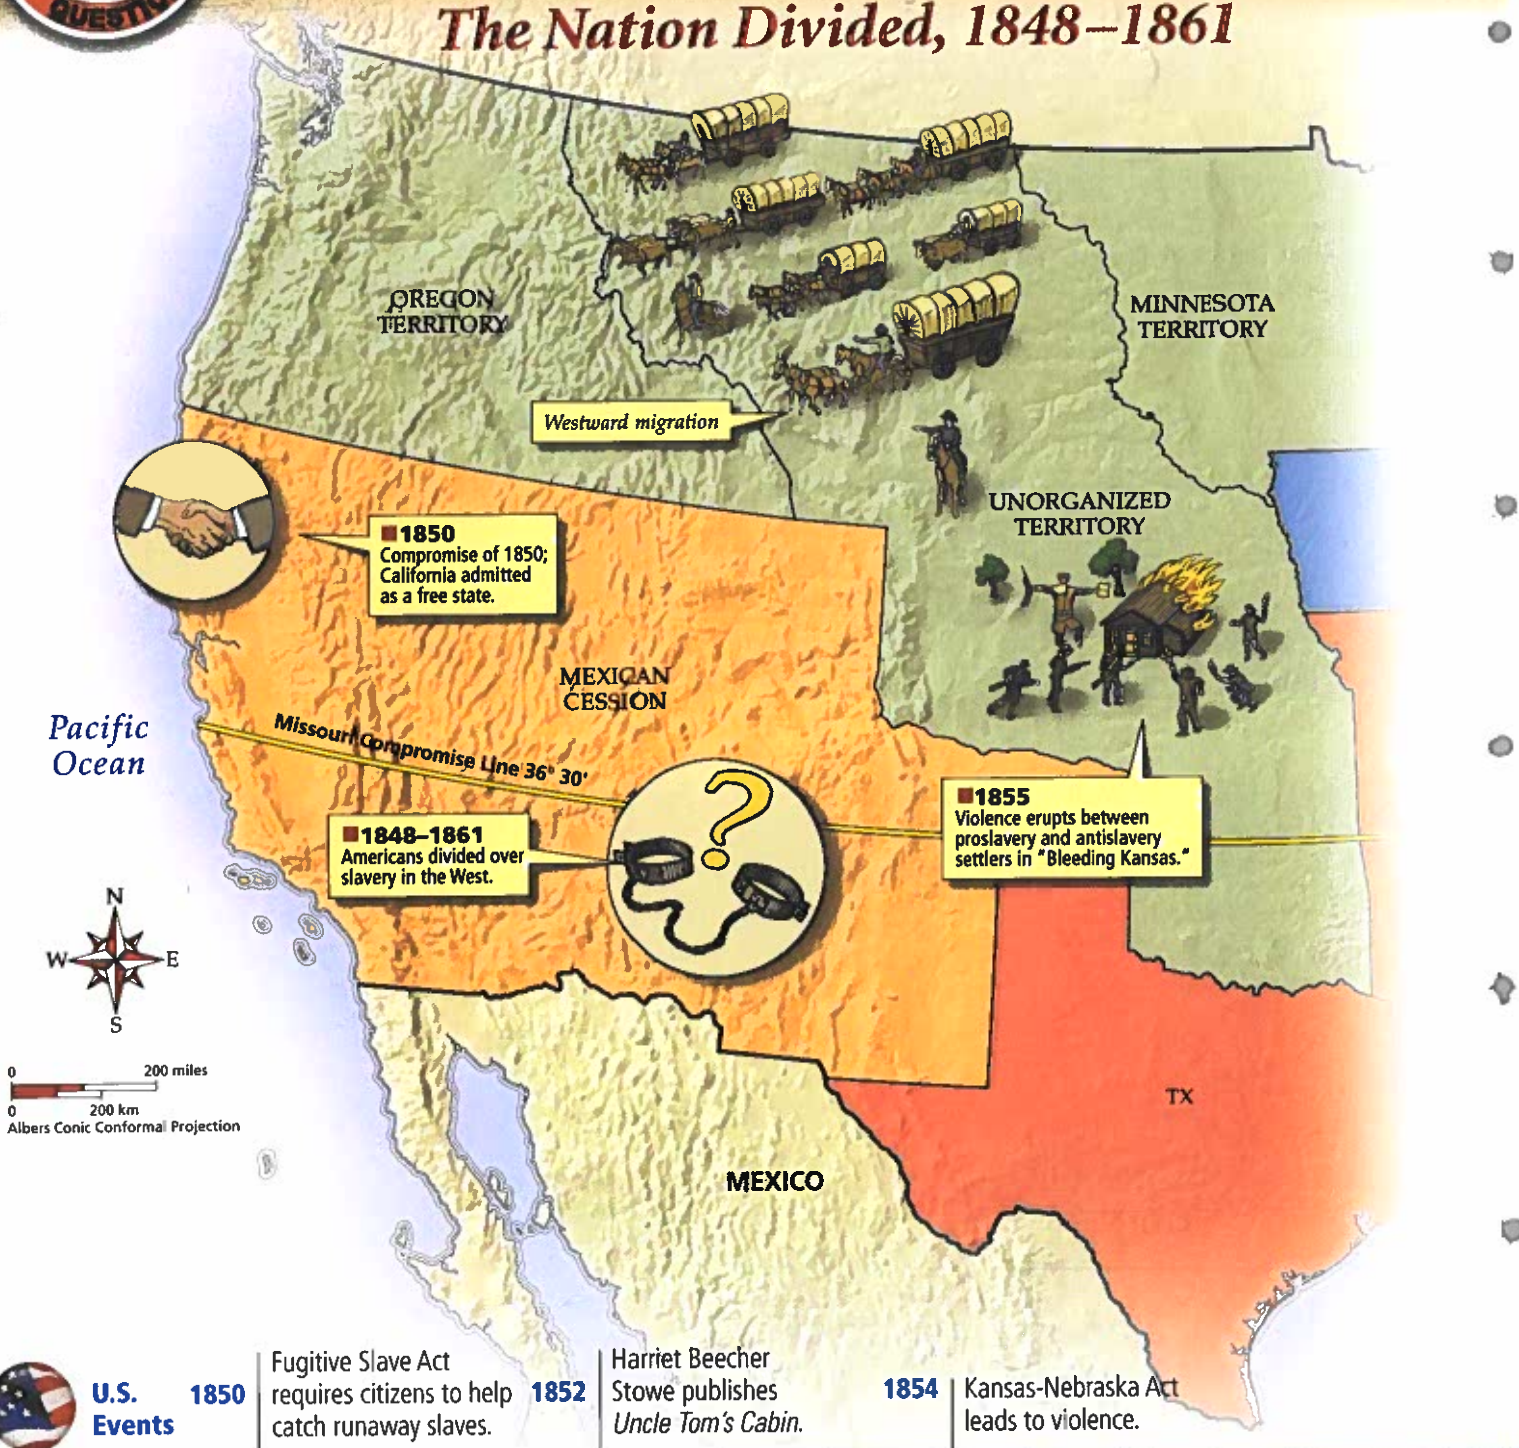 QUESTIO
The Nation Divided, 1848–1861
OREGON
TERRITORY
MINNESOTA
TERRITORY
Westward migration
UNORGANIZED
TERRITORY
1850
Compromise of 1850;
California admitted
as a free state.
MEXICAN
CESSION
Pacific
Ocean
Missouri Compromise Line 36° 30'
1848–1861
Americans divided over
slavery in the West.
?
1855
Violence erupts between
proslavery and antislavery
settlers in "Bleeding Kansas."
N
W E
S
0 200 miles
0 200 km
Albers Conic Conformal Projection
TX
MEXICO
U.S.
Events
1850
Fugitive Slave Act
requires citizens to help
catch runaway slaves.
1852
Harriet Beecher
Stowe publishes
Uncle Tom's Cabin.
1854
Kansas-Nebraska Act
leads to violence.